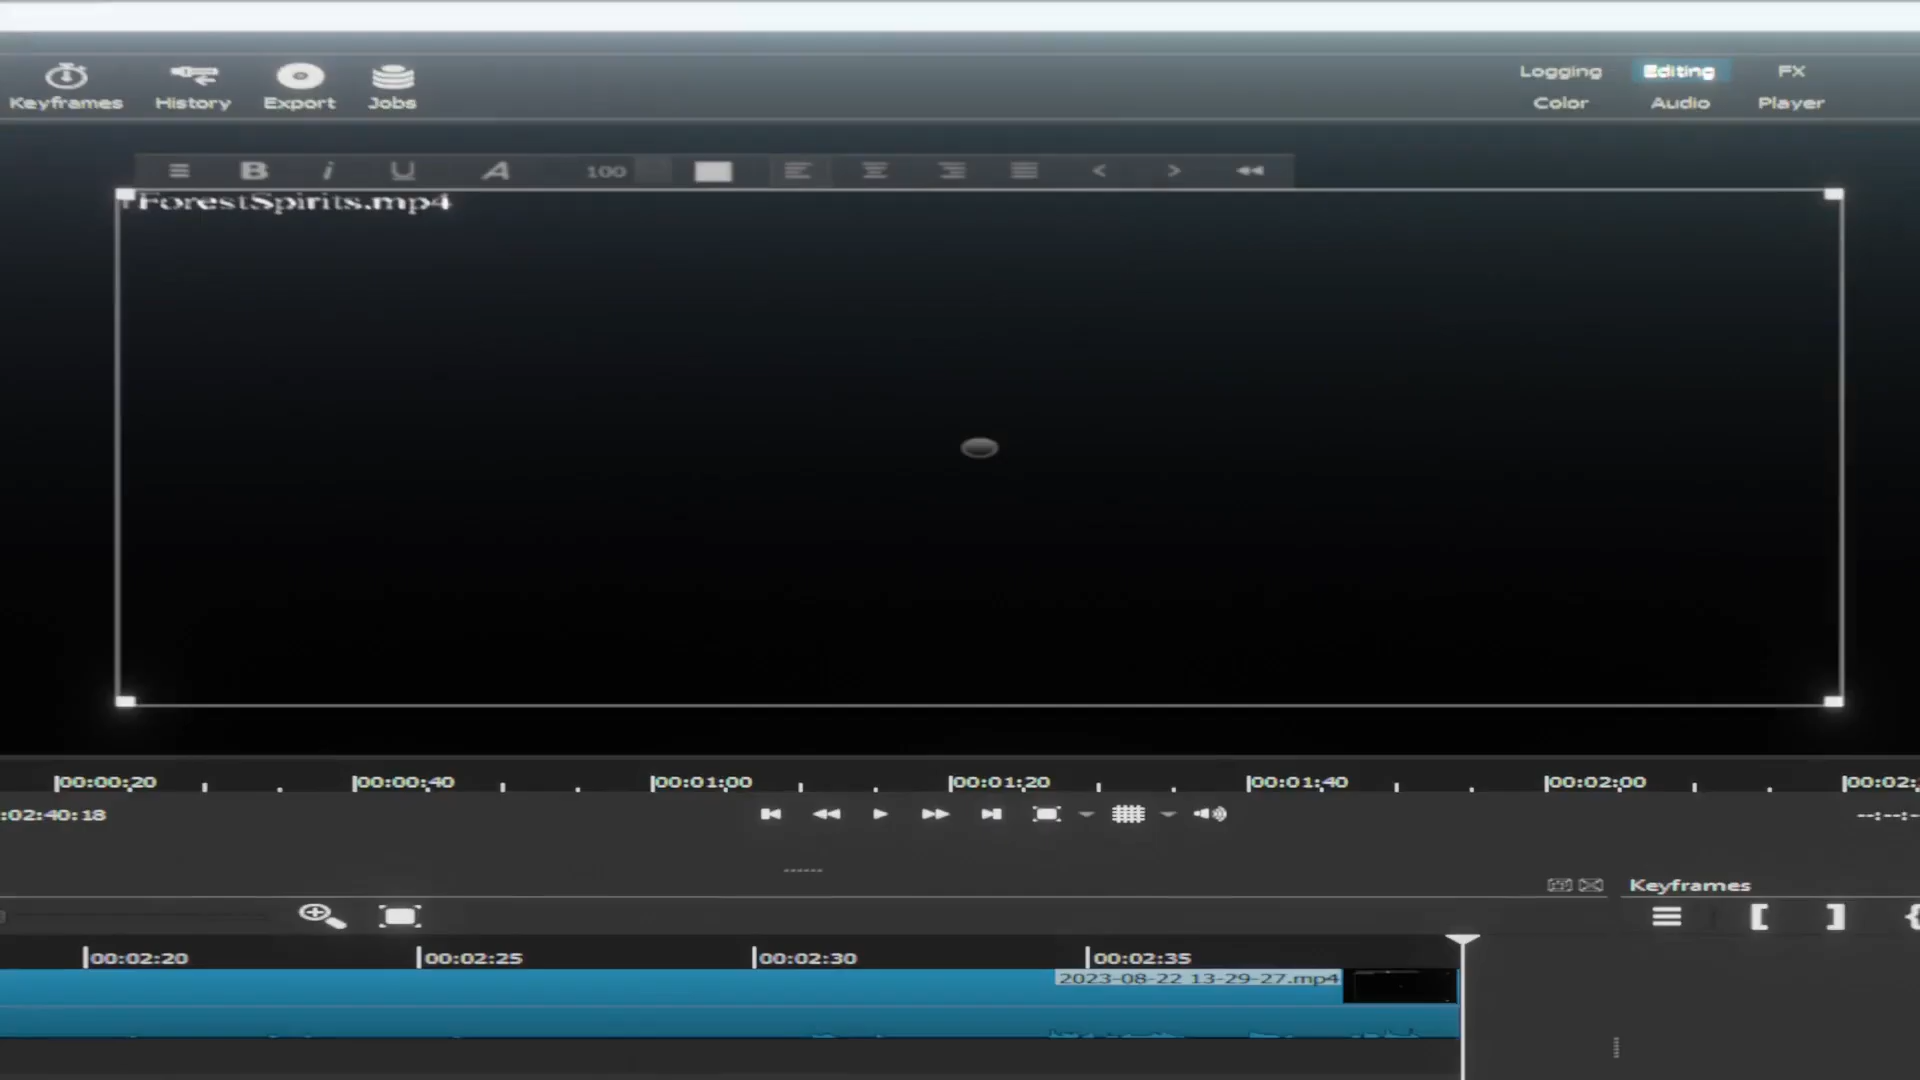 Keyframes History Export Jobs
Logging Editing FX
Color Audio Player
B i U A 100
ForestSpirits.mp4
00:00:20 00:00:40 00:01:00 00:01:20 00:01:40 00:02:00 00:02:
:02:40:18 --:--:-
Keyframes
00:02:20 00:02:25 00:02:30 00:02:35
2023-08-22 13-29-27.mp4